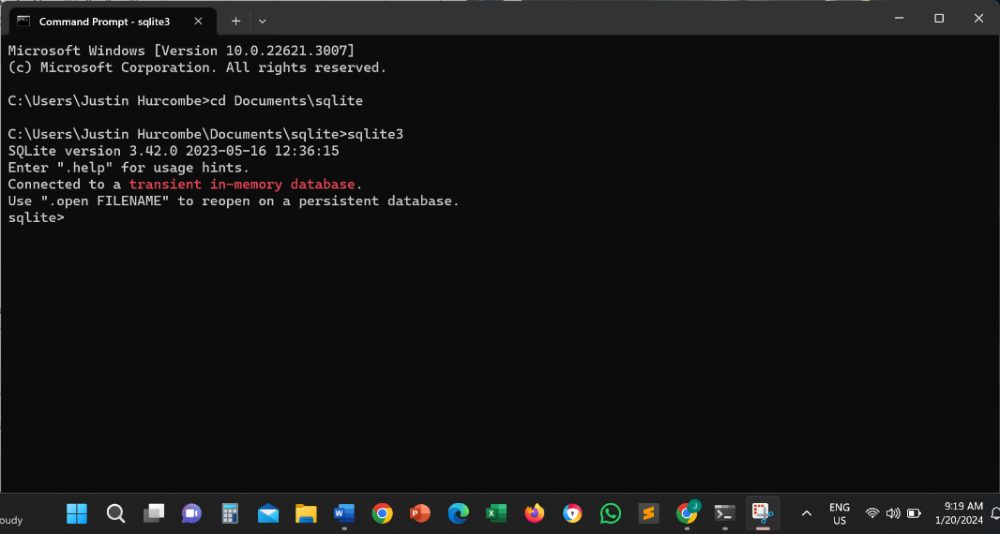 Command Prompt - sqlite3
Microsoft Windows [Version 10.0.22621.3007]
(c) Microsoft Corporation. All rights reserved.
C:\Users\Justin Hurcombe>cd Documents\sqlite
C:\Users\Justin Hurcombe\Documents\sqlite>sqlite3
SQLite version 3.42.0 2023-05-16 12:36:15
Enter ".help" for usage hints.
Connected to a transient in-memory database.
Use ".open FILENAME" to reopen on a persistent database.
sqlite>
oudy
ENG
US
9:19 AM
1/20/2024